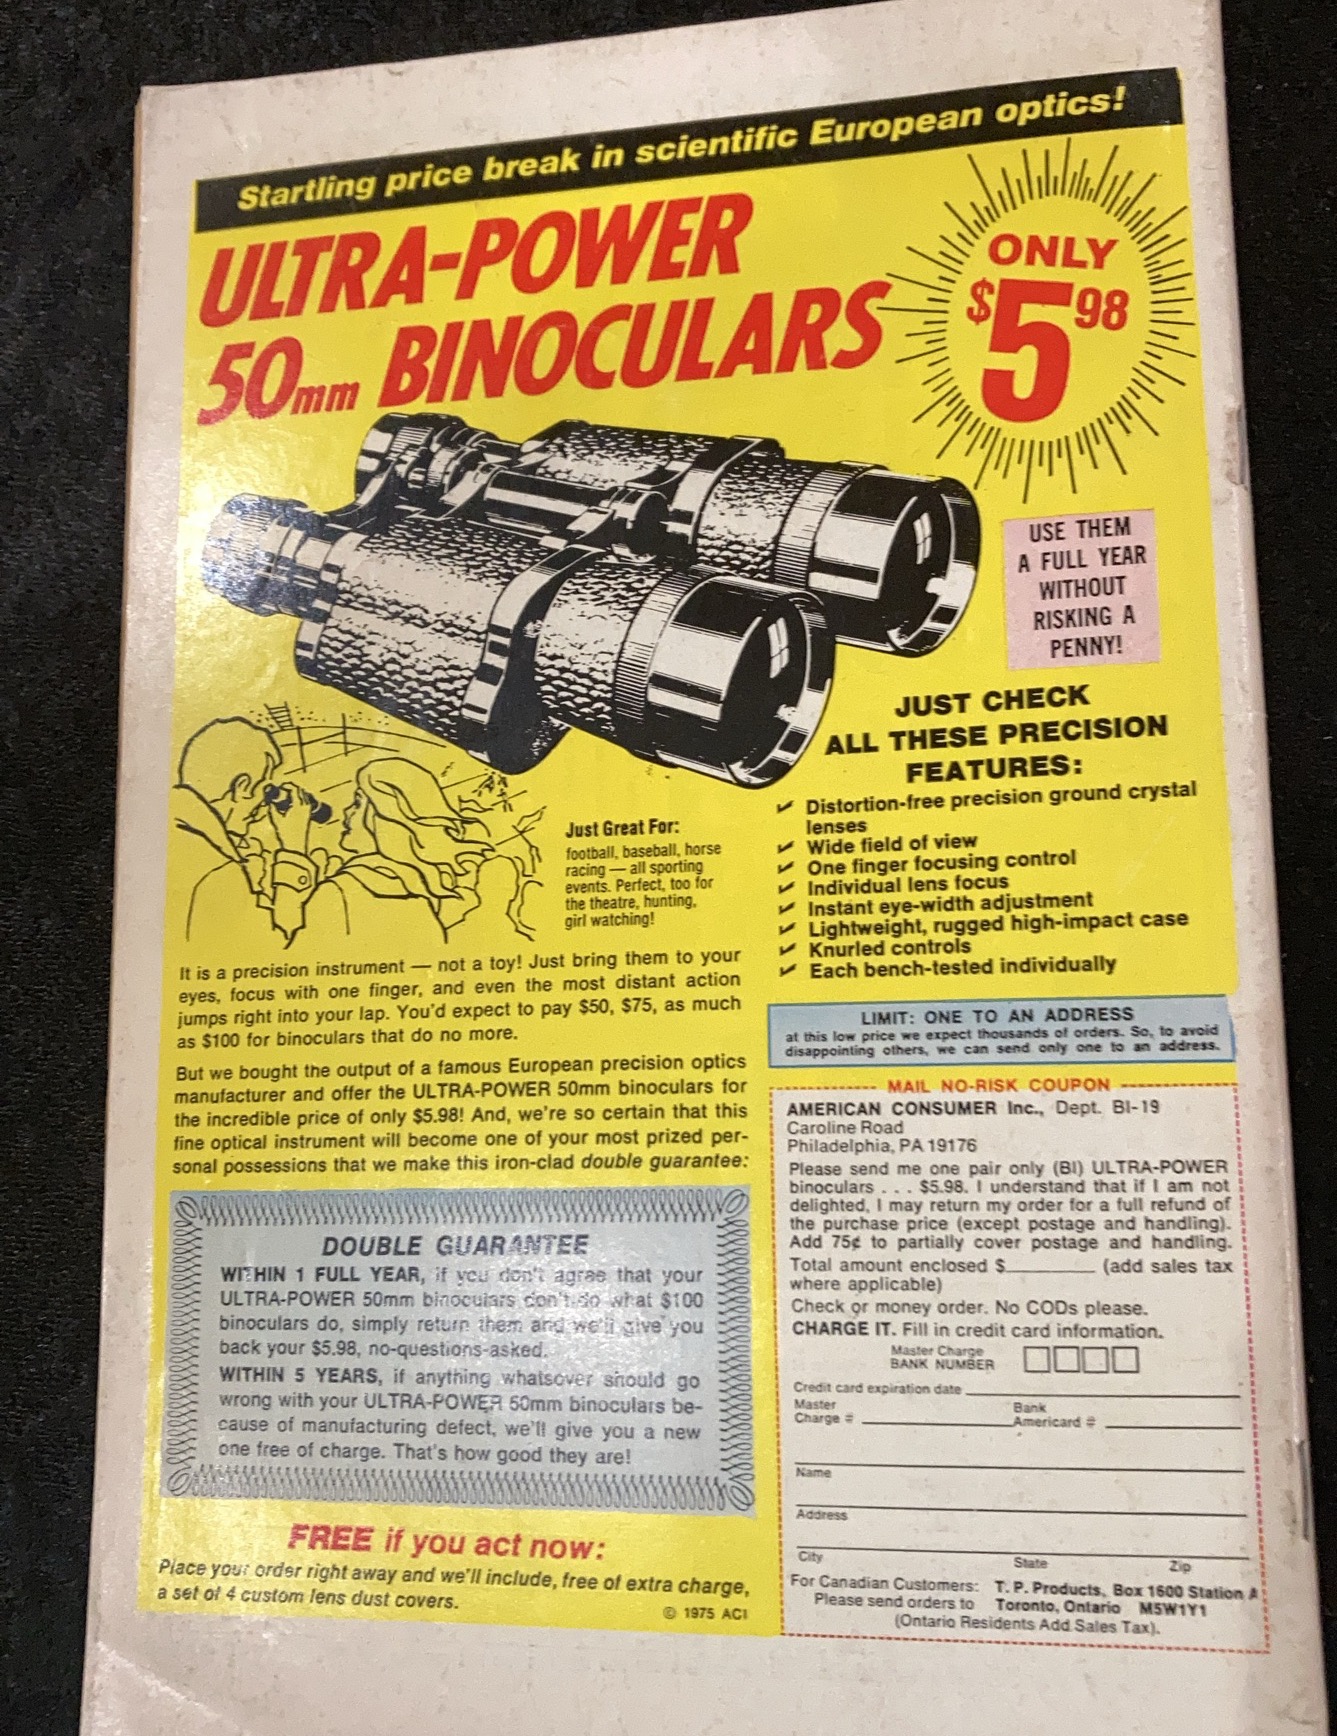 Startling price break in scientific European optics!
ULTRA-POWER
50mm BINOCULARS
ONLY
$5.98
USE THEM
A FULL YEAR
WITHOUT
RISKING A
PENNY!
JUST CHECK
ALL THESE PRECISION
FEATURES:
✔ Distortion-free precision ground crystal
lenses
✔ Wide field of view
✔ One finger focusing control
✔ Individual lens focus
✔ Instant eye-width adjustment
✔ Lightweight, rugged high-impact case
✔ Knurled controls
✔ Each bench-tested individually
Just Great For:
football, baseball, horse
racing — all sporting
events. Perfect, too for
the theatre, hunting,
girl watching!
It is a precision instrument — not a toy! Just bring them to your
eyes, focus with one finger, and even the most distant action
jumps right into your lap. You'd expect to pay $50, $75, as much
as $100 for binoculars that do no more.
But we bought the output of a famous European precision optics
manufacturer and offer the ULTRA-POWER 50mm binoculars for
the incredible price of only $5.98! And, we're so certain that this
fine optical instrument will become one of your most prized per-
sonal possessions that we make this iron-clad double guarantee:
DOUBLE GUARANTEE
WITHIN 1 FULL YEAR, if you don't agree that your
ULTRA-POWER 50mm binoculars don't do what $100
binoculars do, simply return them and we'll give you
back your $5.98, no-questions-asked.
WITHIN 5 YEARS, if anything whatsover should go
wrong with your ULTRA-POWER 50mm binoculars be-
cause of manufacturing defect, we'll give you a new
one free of charge. That's how good they are!
FREE if you act now:
Place your order right away and we'll include, free of extra charge,
a set of 4 custom lens dust covers.
© 1975 ACI
LIMIT: ONE TO AN ADDRESS
at this low price we expect thousands of orders. So, to avoid
disappointing others, we can send only one to an address.
MAIL NO-RISK COUPON
AMERICAN CONSUMER Inc., Dept. BI-19
Caroline Road
Philadelphia, PA 19176
Please send me one pair only (BI) ULTRA-POWER
binoculars . . . $5.98. I understand that if I am not
delighted, I may return my order for a full refund of
the purchase price (except postage and handling).
Add 75¢ to partially cover postage and handling.
Total amount enclosed $________ (add sales tax
where applicable)
Check or money order. No CODs please.
CHARGE IT. Fill in credit card information.
Master Charge
BANK NUMBER
Credit card expiration date
Master
Charge #
Bank
Americard #
Name
Address
City State Zip
For Canadian Customers: T. P. Products, Box 1600 Station A
Please send orders to Toronto, Ontario M5W1Y1
(Ontario Residents Add Sales Tax).